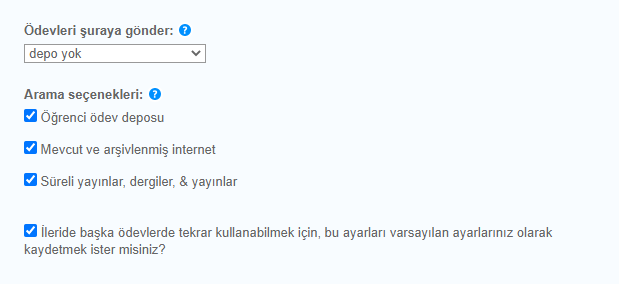 Ödevleri şuraya gönder: ?
depo yok
Arama seçenekleri: ?
Öğrenci ödev deposu
Mevcut ve arşivlenmiş internet
Süreli yayınlar, dergiler, & yayınlar
İleride başka ödevlerde tekrar kullanabilmek için, bu ayarları varsayılan ayarlarınız olarak
kaydetmek ister misiniz?